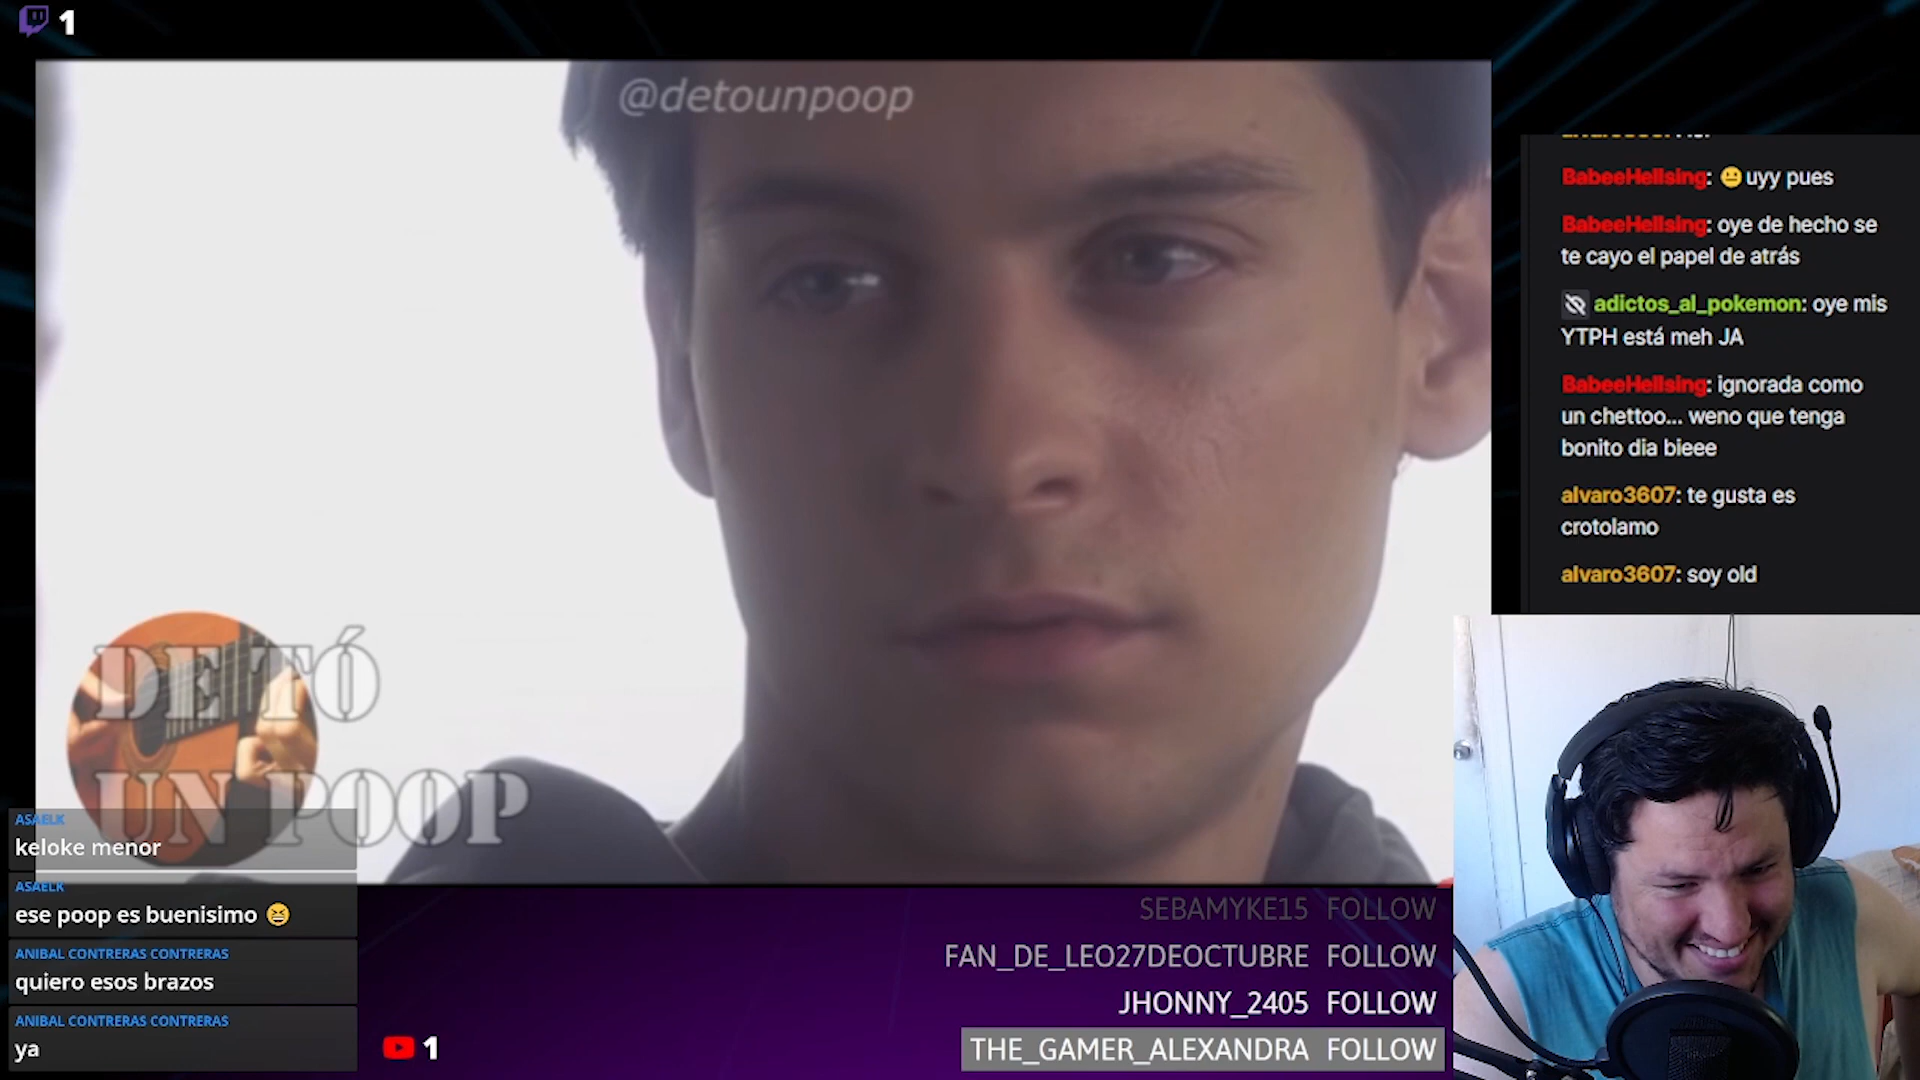 1
@detounpoop
BabeeHellsing: uyy pues
BabeeHellsing: oye de hecho se
te cayo el papel de atrás
adictos_al_pokemon: oye mis
YTPH está meh JA
BabeeHellsing: ignorada como
un chettoo... weno que tenga
bonito dia bieee
alvaro3607: te gusta es
crotolamo
alvaro3607: soy old
DE TÓ
UN POOP
ASAELK
keloke menor
ASAELK
ese poop es buenisimo 😆
ANIBAL CONTRERAS CONTRERAS
quiero esos brazos
ANIBAL CONTRERAS CONTRERAS
ya
1
SEBAMYKE15 FOLLOW
FAN_DE_LEO27DEOCTUBRE FOLLOW
JHONNY_2405 FOLLOW
THE_GAMER_ALEXANDRA FOLLOW